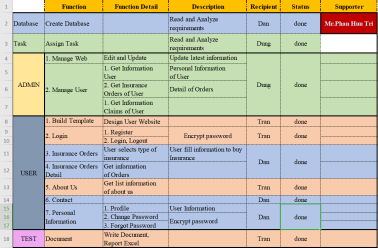 Function Function Detail Description Recipient Status Supporter
1
2 Database Create Database Read and Analyze requirements Dan done Mr.Phan Huu Tri
3 Task Assign Task Read and Analyze requirements Dung done
4 ADMIN 1. Manage Web Edit and Update Update latest information Dung done
5 2. Manage User 1. Get Information of User Personal Information of User
6 2. Get Insurance Orders of User Detail of Orders
7 1. Get Information Claims of User
8 USER 1. Build Template Design User Website Tran done
9 2. Login 1. Register Encrypt password Tran done
10 2. Login, Logout
11 3. Insurance Orders User selects type of insurance User fill information to buy Insurance Dan done
12 4. Insurance Orders Detail Get information of Orders
13 5. About Us Get list information of about us Tran done
14 6. Contact Dan done
15 7. Personal Information 1. Profile User Information Dan done
16 2. Change Password Encrypt password
17 3. Forget Password
18 TEST Document Write Document, Report Excel Tran done